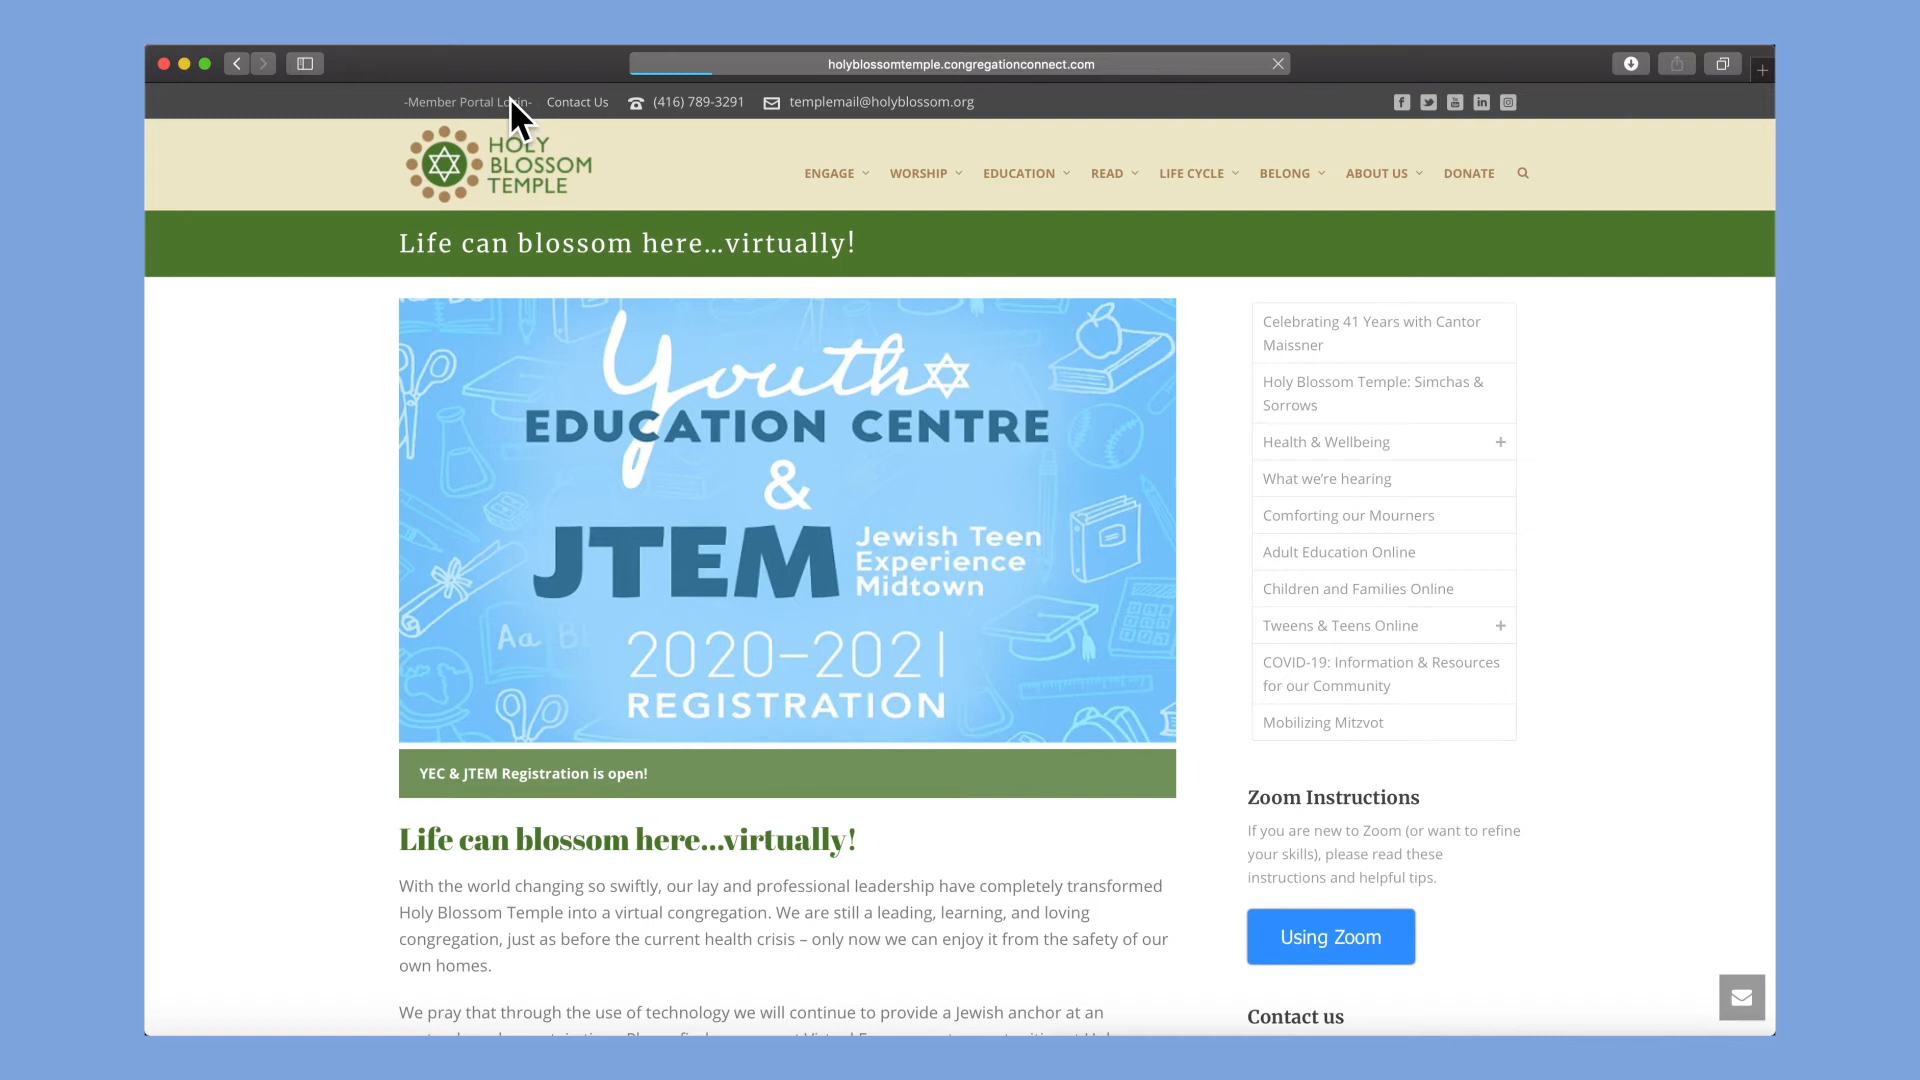 holyblossomtemple.congregationconnect.com
-Member Portal Login- Contact Us (416) 789-3291 templemail@holyblossom.org
HOLY
BLOSSOM
TEMPLE
ENGAGE WORSHIP EDUCATION READ LIFE CYCLE BELONG ABOUT US DONATE
Life can blossom here...virtually!
Youth
EDUCATION CENTRE
&
JTEM
Jewish Teen
Experience
Midtown
Aa
2020–2021
REGISTRATION
YEC & JTEM Registration is open!
Life can blossom here...virtually!
With the world changing so swiftly, our lay and professional leadership have completely transformed
Holy Blossom Temple into a virtual congregation. We are still a leading, learning, and loving
congregation, just as before the current health crisis – only now we can enjoy it from the safety of our
own homes.
We pray that through the use of technology we will continue to provide a Jewish anchor at an
Celebrating 41 Years with Cantor
Maissner
Holy Blossom Temple: Simchas &
Sorrows
Health & Wellbeing
What we're hearing
Comforting our Mourners
Adult Education Online
Children and Families Online
Tweens & Teens Online
COVID-19: Information & Resources
for our Community
Mobilizing Mitzvot
Zoom Instructions
If you are new to Zoom (or want to refine
your skills), please read these
instructions and helpful tips.
Using Zoom
Contact us